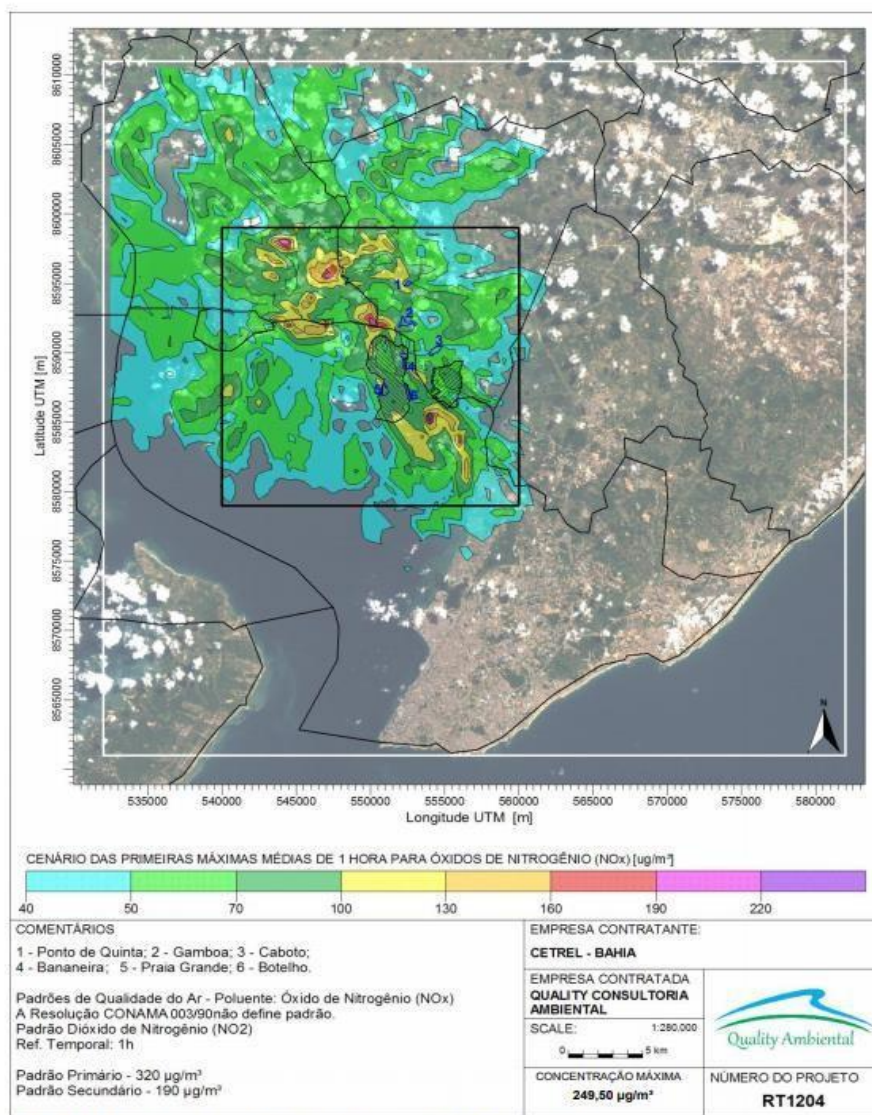 8610000
8605000
8600000
8595000
8590000
8585000
8580000
8575000
8570000
8565000
Latitude UTM [m]
1
2
3
N
535000 540000 545000 550000 555000 560000 565000 570000 575000 580000
Longitude UTM [m]
CENÁRIO DAS PRIMEIRAS MÁXIMAS MÉDIAS DE 1 HORA PARA ÓXIDOS DE NITROGÊNIO (NOx) [ug/m³]
40 50 70 100 130 160 190 220
COMENTÁRIOS
1 - Ponto de Quinta; 2 - Gamboa; 3 - Caboto;
4 - Bananeira; 5 - Praia Grande; 6 - Botelho.
Padrões de Qualidade do Ar - Poluente: Óxido de Nitrogênio (NOx)
A Resolução CONAMA 003/90não define padrão.
Padrão Dióxido de Nitrogênio (NO2)
Ref. Temporal: 1h
Padrão Primário - 320 µg/m³
Padrão Secundário - 190 µg/m³
EMPRESA CONTRATANTE:
CETREL - BAHIA
EMPRESA CONTRATADA
QUALITY CONSULTORIA
AMBIENTAL
SCALE: 1:280.000
0 5 km
CONCENTRAÇÃO MÁXIMA
249,50 µg/m³
Quality Ambiental
NÚMERO DO PROJETO
RT1204